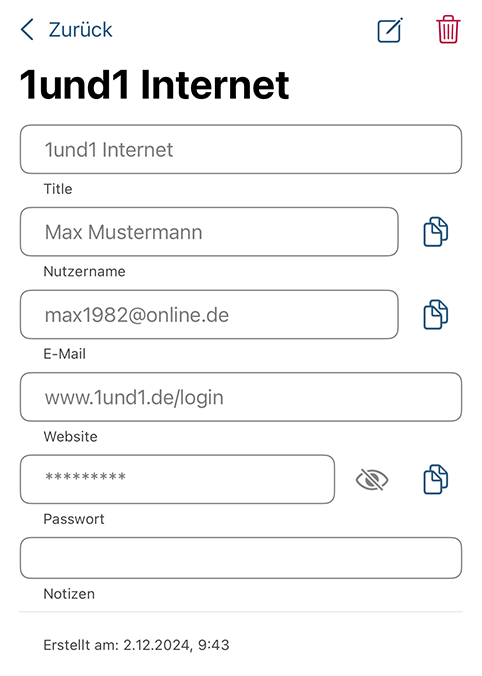 Zurück
1und1 Internet
1und1 Internet
Title
Max Mustermann
Nutzername
max1982@online.de
E-Mail
www.1und1.de/login
Website
*********
Passwort
Notizen
Erstellt am: 2.12.2024, 9:43